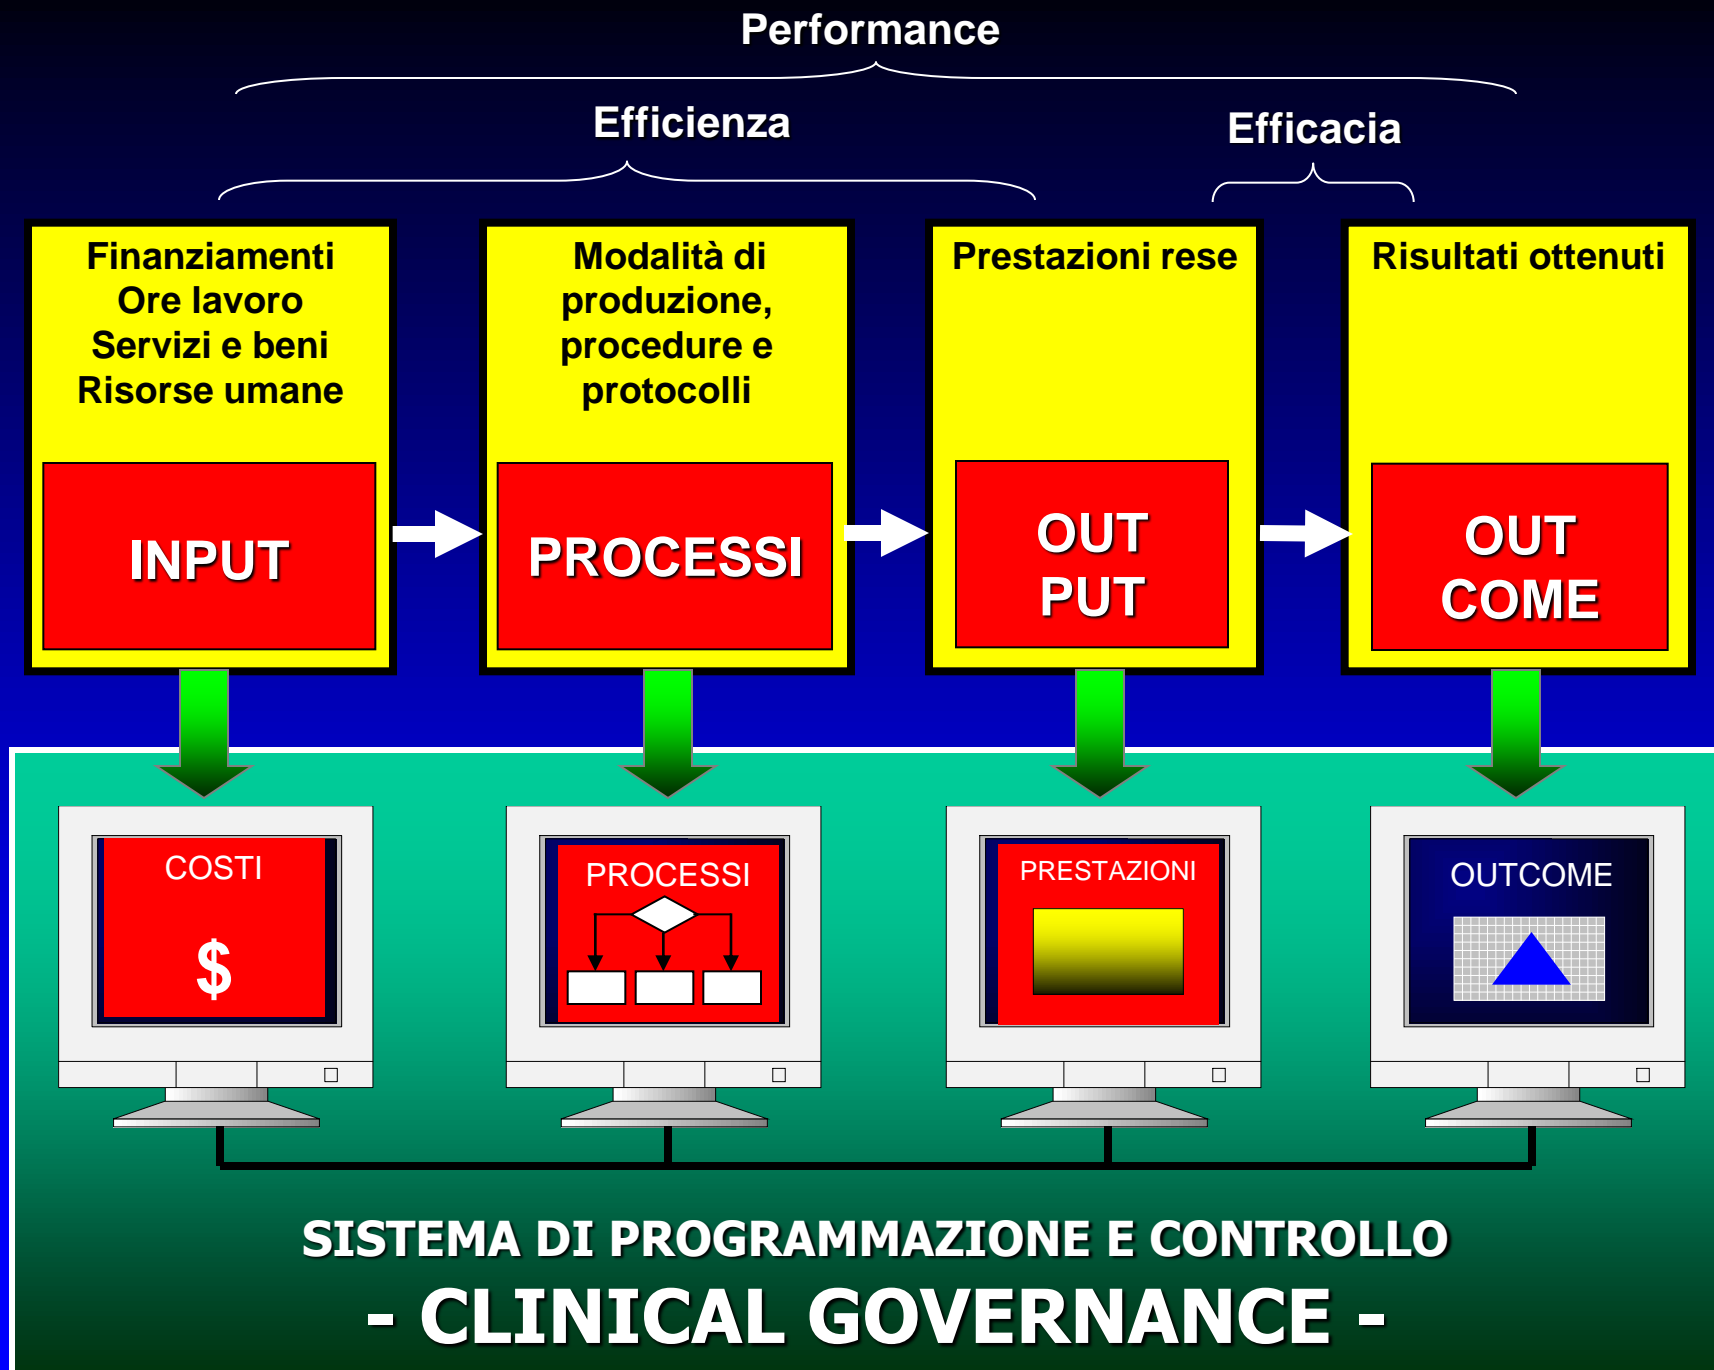 Performance
Efficienza
Efficacia
Finanziamenti
Ore lavoro
Servizi e beni
Risorse umane
INPUT
Modalità di
produzione,
procedure e
protocolli
PROCESSI
Prestazioni rese
OUT
PUT
Risultati ottenuti
OUT
COME
COSTI
$
PROCESSI
PRESTAZIONI
OUTCOME
SISTEMA DI PROGRAMMAZIONE E CONTROLLO
- CLINICAL GOVERNANCE -